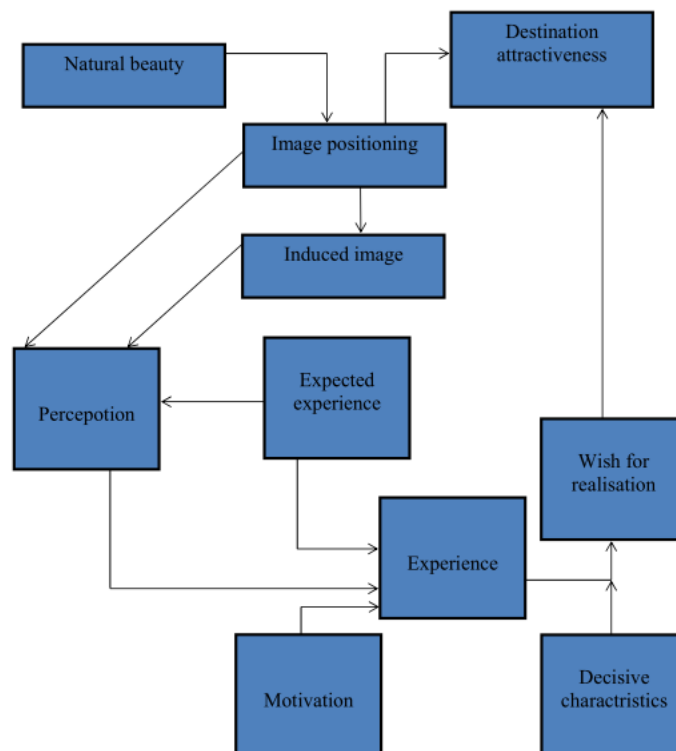 Natural beauty
Destination
attractiveness
Image positioning
Induced image
Percepotion
Expected
experience
Wish for
realisation
Experience
Motivation
Decisive
charactristics